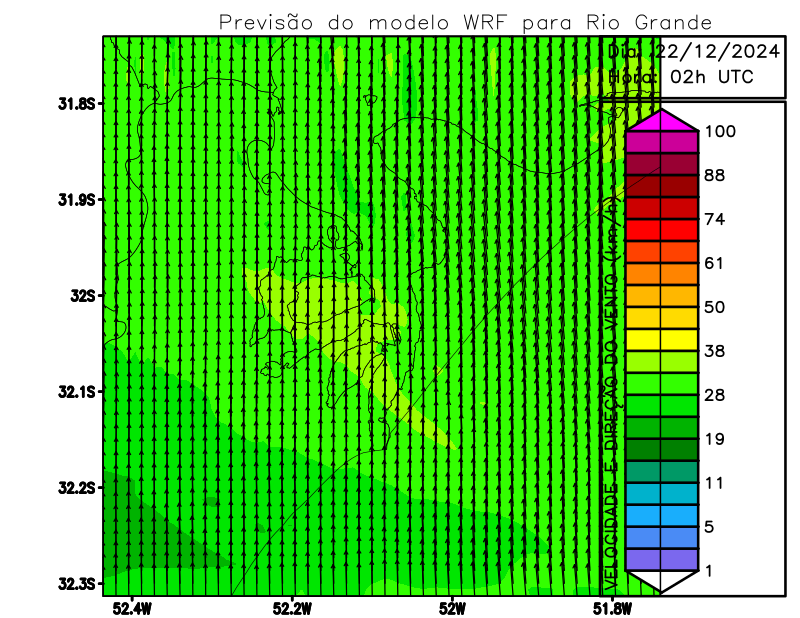 Previsão do modelo WRF para Rio Grande
Dia: 22/12/2024
Hora: 02h UTC
31.8S
31.9S
32S
32.1S
32.2S
32.3S
52.4W
52.2W
52W
51.8W
VELOCIDADE E DIREÇAO DO VENTO (km/h)
100
88
74
61
50
38
28
19
11
5
1